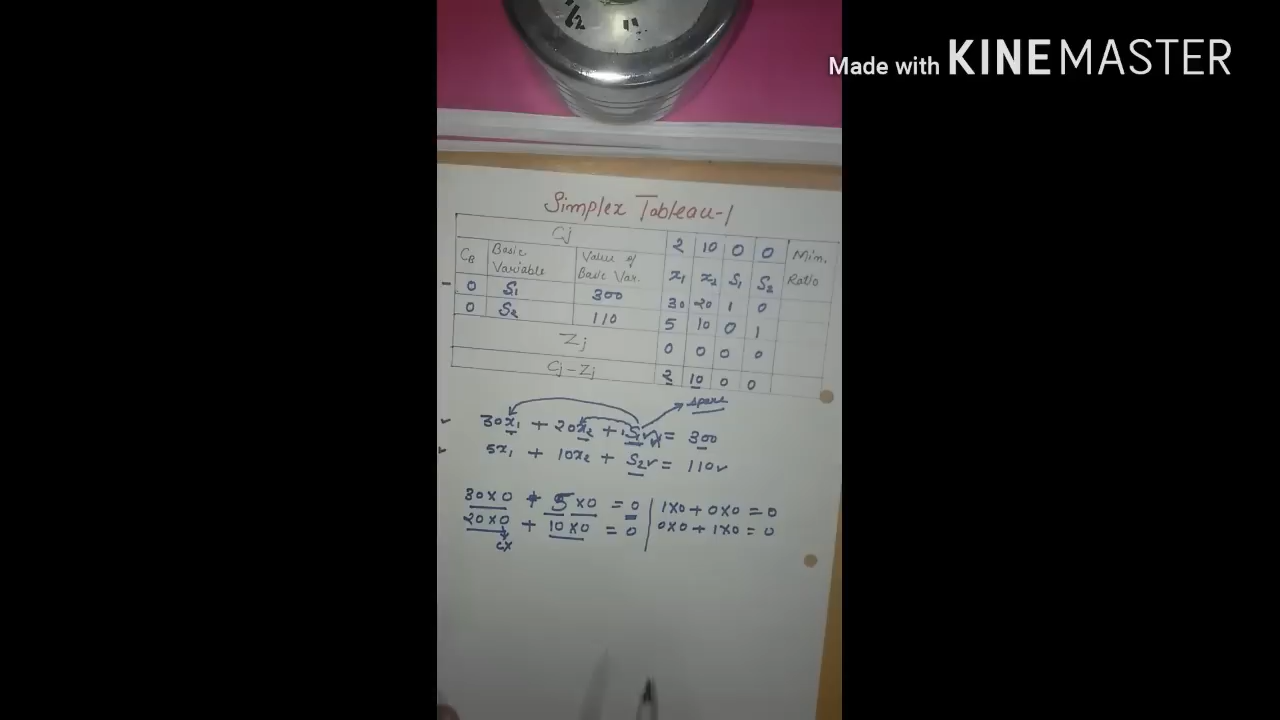 1/2 "
Made with KINEMASTER
Simplex Tableau-1
Cj 2 10 0 0 Min. Ratio
CB Basic Variable Value of Basic Var. x1 x2 S1 S2
0 S1 300 30 20 1 0
0 S2 110 5 10 0 1
Zj 0 0 0 0
Cj - Zj 2 10 0 0
spare
30x1 + 20x2 + 1S1 = 300
5x1 + 10x2 + S2 = 110
30×0 + 5×0 = 0 | 1×0 + 0×0 = 0
20×0 + 10×0 = 0 | 0×0 + 1×0 = 0